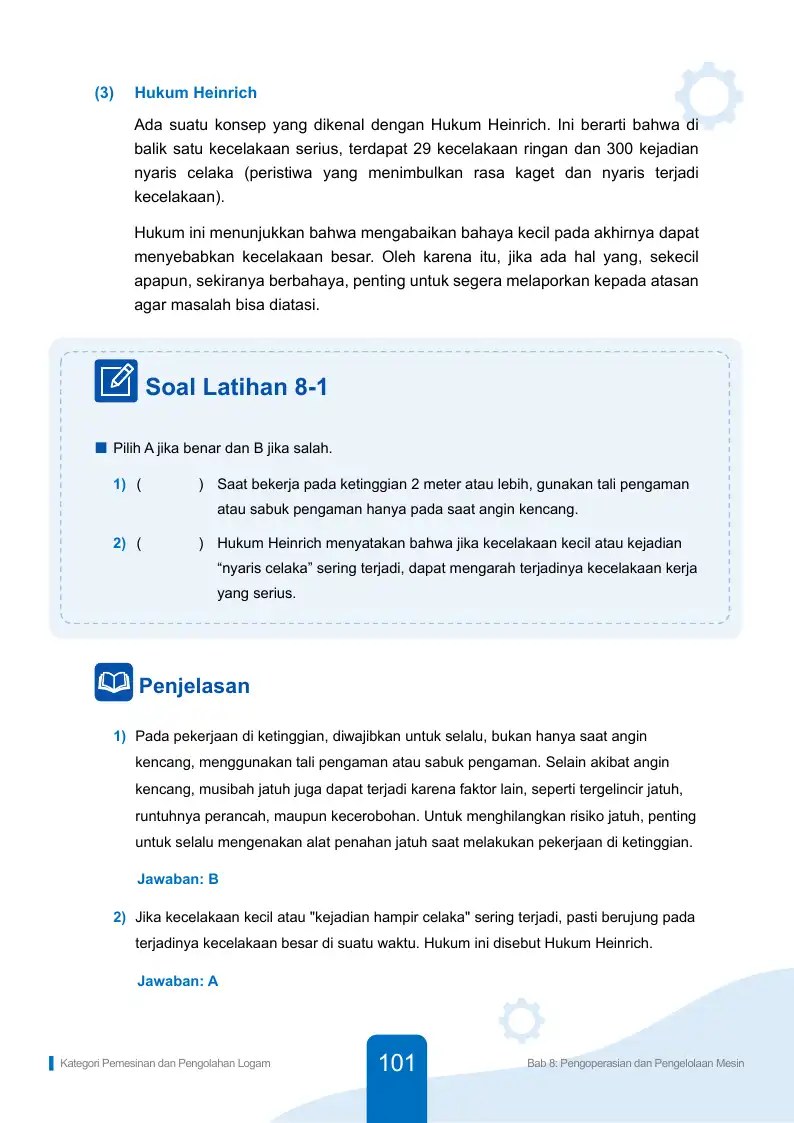 (3) Hukum Heinrich
Ada suatu konsep yang dikenal dengan Hukum Heinrich. Ini berarti bahwa di
balik satu kecelakaan serius, terdapat 29 kecelakaan ringan dan 300 kejadian
nyaris celaka (peristiwa yang menimbulkan rasa kaget dan nyaris terjadi
kecelakaan).
Hukum ini menunjukkan bahwa mengabaikan bahaya kecil pada akhirnya dapat
menyebabkan kecelakaan besar. Oleh karena itu, jika ada hal yang, sekecil
apapun, sekiranya berbahaya, penting untuk segera melaporkan kepada atasan
agar masalah bisa diatasi.
Soal Latihan 8-1
■ Pilih A jika benar dan B jika salah.
1) ( ) Saat bekerja pada ketinggian 2 meter atau lebih, gunakan tali pengaman
atau sabuk pengaman hanya pada saat angin kencang.
2) ( ) Hukum Heinrich menyatakan bahwa jika kecelakaan kecil atau kejadian
“nyaris celaka” sering terjadi, dapat mengarah terjadinya kecelakaan kerja
yang serius.
Penjelasan
1) Pada pekerjaan di ketinggian, diwajibkan untuk selalu, bukan hanya saat angin
kencang, menggunakan tali pengaman atau sabuk pengaman. Selain akibat angin
kencang, musibah jatuh juga dapat terjadi karena faktor lain, seperti tergelincir jatuh,
runtuhnya perancah, maupun kecerobohan. Untuk menghilangkan risiko jatuh, penting
untuk selalu mengenakan alat penahan jatuh saat melakukan pekerjaan di ketinggian.
Jawaban: B
2) Jika kecelakaan kecil atau "kejadian hampir celaka" sering terjadi, pasti berujung pada
terjadinya kecelakaan besar di suatu waktu. Hukum ini disebut Hukum Heinrich.
Jawaban: A
Kategori Pemesinan dan Pengolahan Logam
101
Bab 8: Pengoperasian dan Pengelolaan Mesin